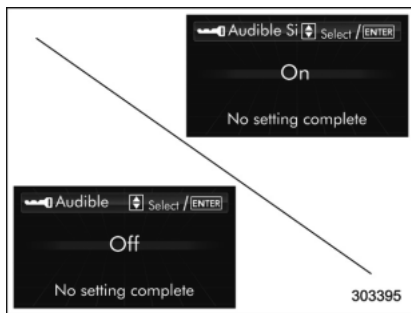 Audible Si Select / ENTER
On
No setting complete
Audible Select / ENTER
Off
No setting complete
303395